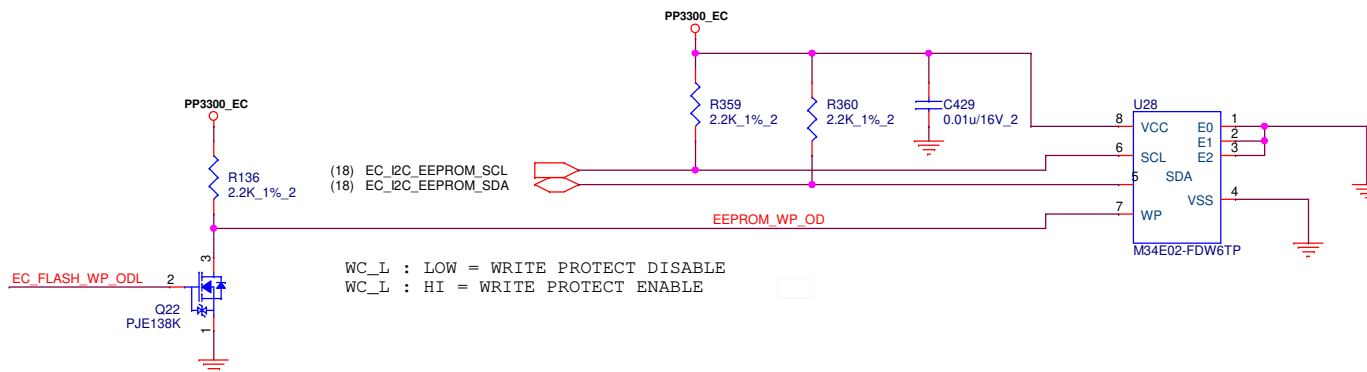 PP3300_EC
R359
2.2K_1%_2
R360
2.2K_1%_2
C429
0.01u/16V_2
U28
8 VCC E0 1
E1 2
6 SCL E2 3
5 SDA
VSS 4
7 WP
M34E02-FDW6TP
PP3300_EC
R136
2.2K_1%_2
(18) EC_I2C_EEPROM_SCL
(18) EC_I2C_EEPROM_SDA
EEPROM_WP_OD
EC_FLASH_WP_ODL 2
3
1
Q22
PJE138K
WC_L : LOW = WRITE PROTECT DISABLE
WC_L : HI = WRITE PROTECT ENABLE